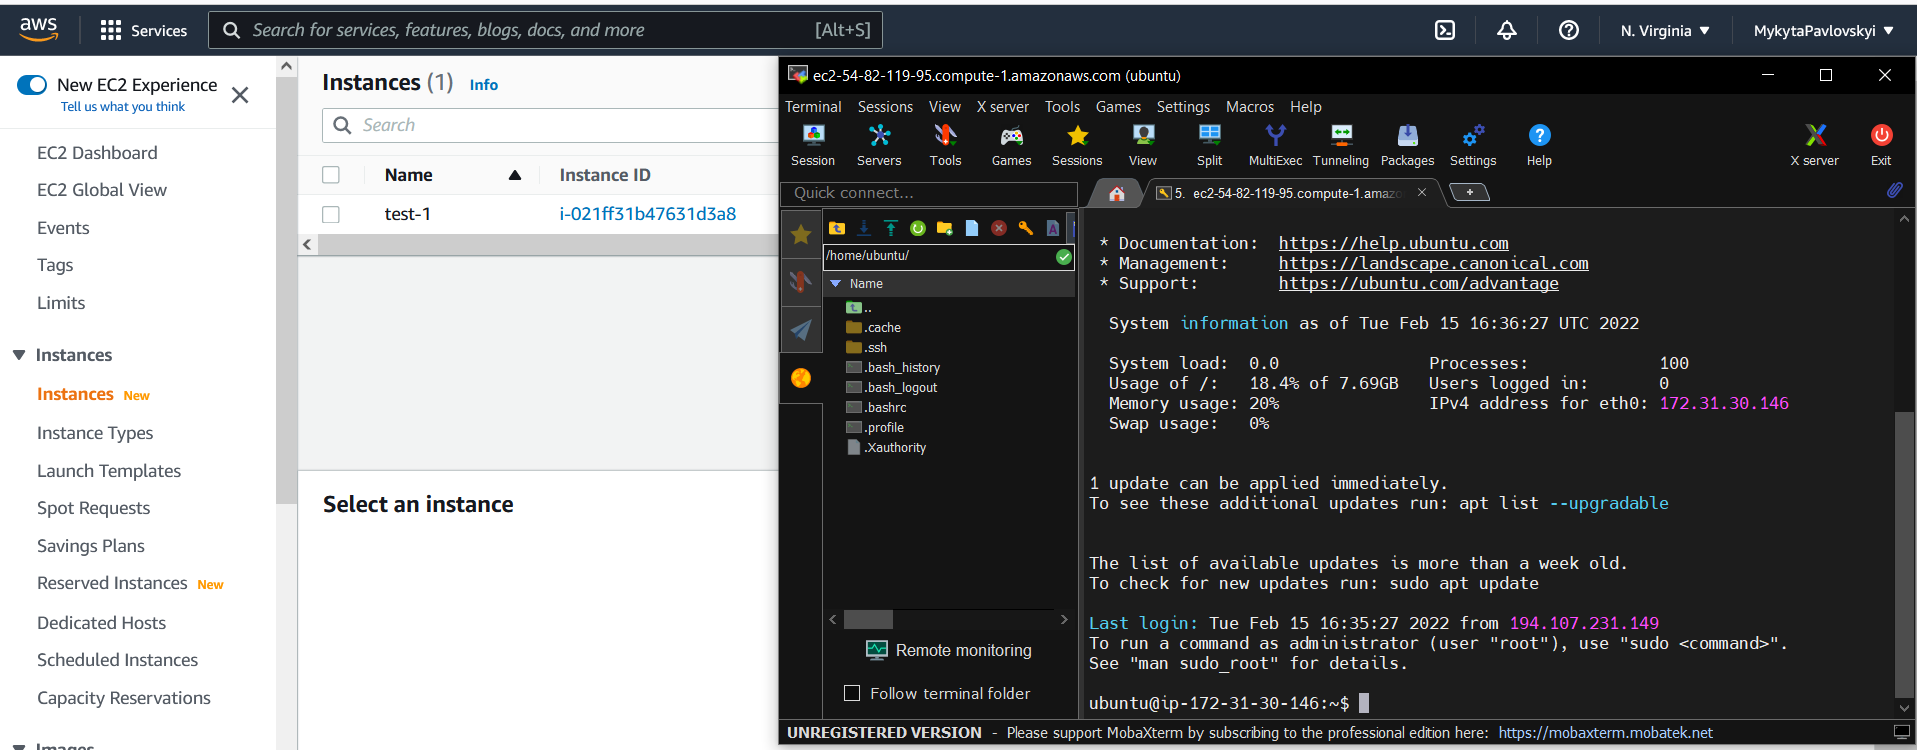 aws Services Search for services, features, blogs, docs, and more [Alt+S] N. Virginia ▼ MykytaPavlovskyi ▼
New EC2 Experience
Tell us what you think
EC2 Dashboard
EC2 Global View
Events
Tags
Limits
Instances
Instances New
Instance Types
Launch Templates
Spot Requests
Savings Plans
Reserved Instances New
Dedicated Hosts
Scheduled Instances
Capacity Reservations
Images
Instances (1) Info
Search
Name Instance ID
test-1 i-021ff31b47631d3a8
Select an instance
ec2-54-82-119-95.compute-1.amazonaws.com (ubuntu)
Terminal Sessions View X server Tools Games Settings Macros Help
Session Servers Tools Games Sessions View Split MultiExec Tunneling Packages Settings Help X server Exit
Quick connect...
5. ec2-54-82-119-95.compute-1.amazo
/home/ubuntu/
Name
..
.cache
.ssh
.bash_history
.bash_logout
.bashrc
.profile
.Xauthority
Remote monitoring
Follow terminal folder
* Documentation: https://help.ubuntu.com
* Management: https://landscape.canonical.com
* Support: https://ubuntu.com/advantage
System information as of Tue Feb 15 16:36:27 UTC 2022
System load: 0.0 Processes: 100
Usage of /: 18.4% of 7.69GB Users logged in: 0
Memory usage: 20% IPv4 address for eth0: 172.31.30.146
Swap usage: 0%
1 update can be applied immediately.
To see these additional updates run: apt list --upgradable
The list of available updates is more than a week old.
To check for new updates run: sudo apt update
Last login: Tue Feb 15 16:35:27 2022 from 194.107.231.149
To run a command as administrator (user "root"), use "sudo <command>".
See "man sudo_root" for details.
ubuntu@ip-172-31-30-146:~$
UNREGISTERED VERSION - Please support MobaXterm by subscribing to the professional edition here: https://mobaxterm.mobatek.net